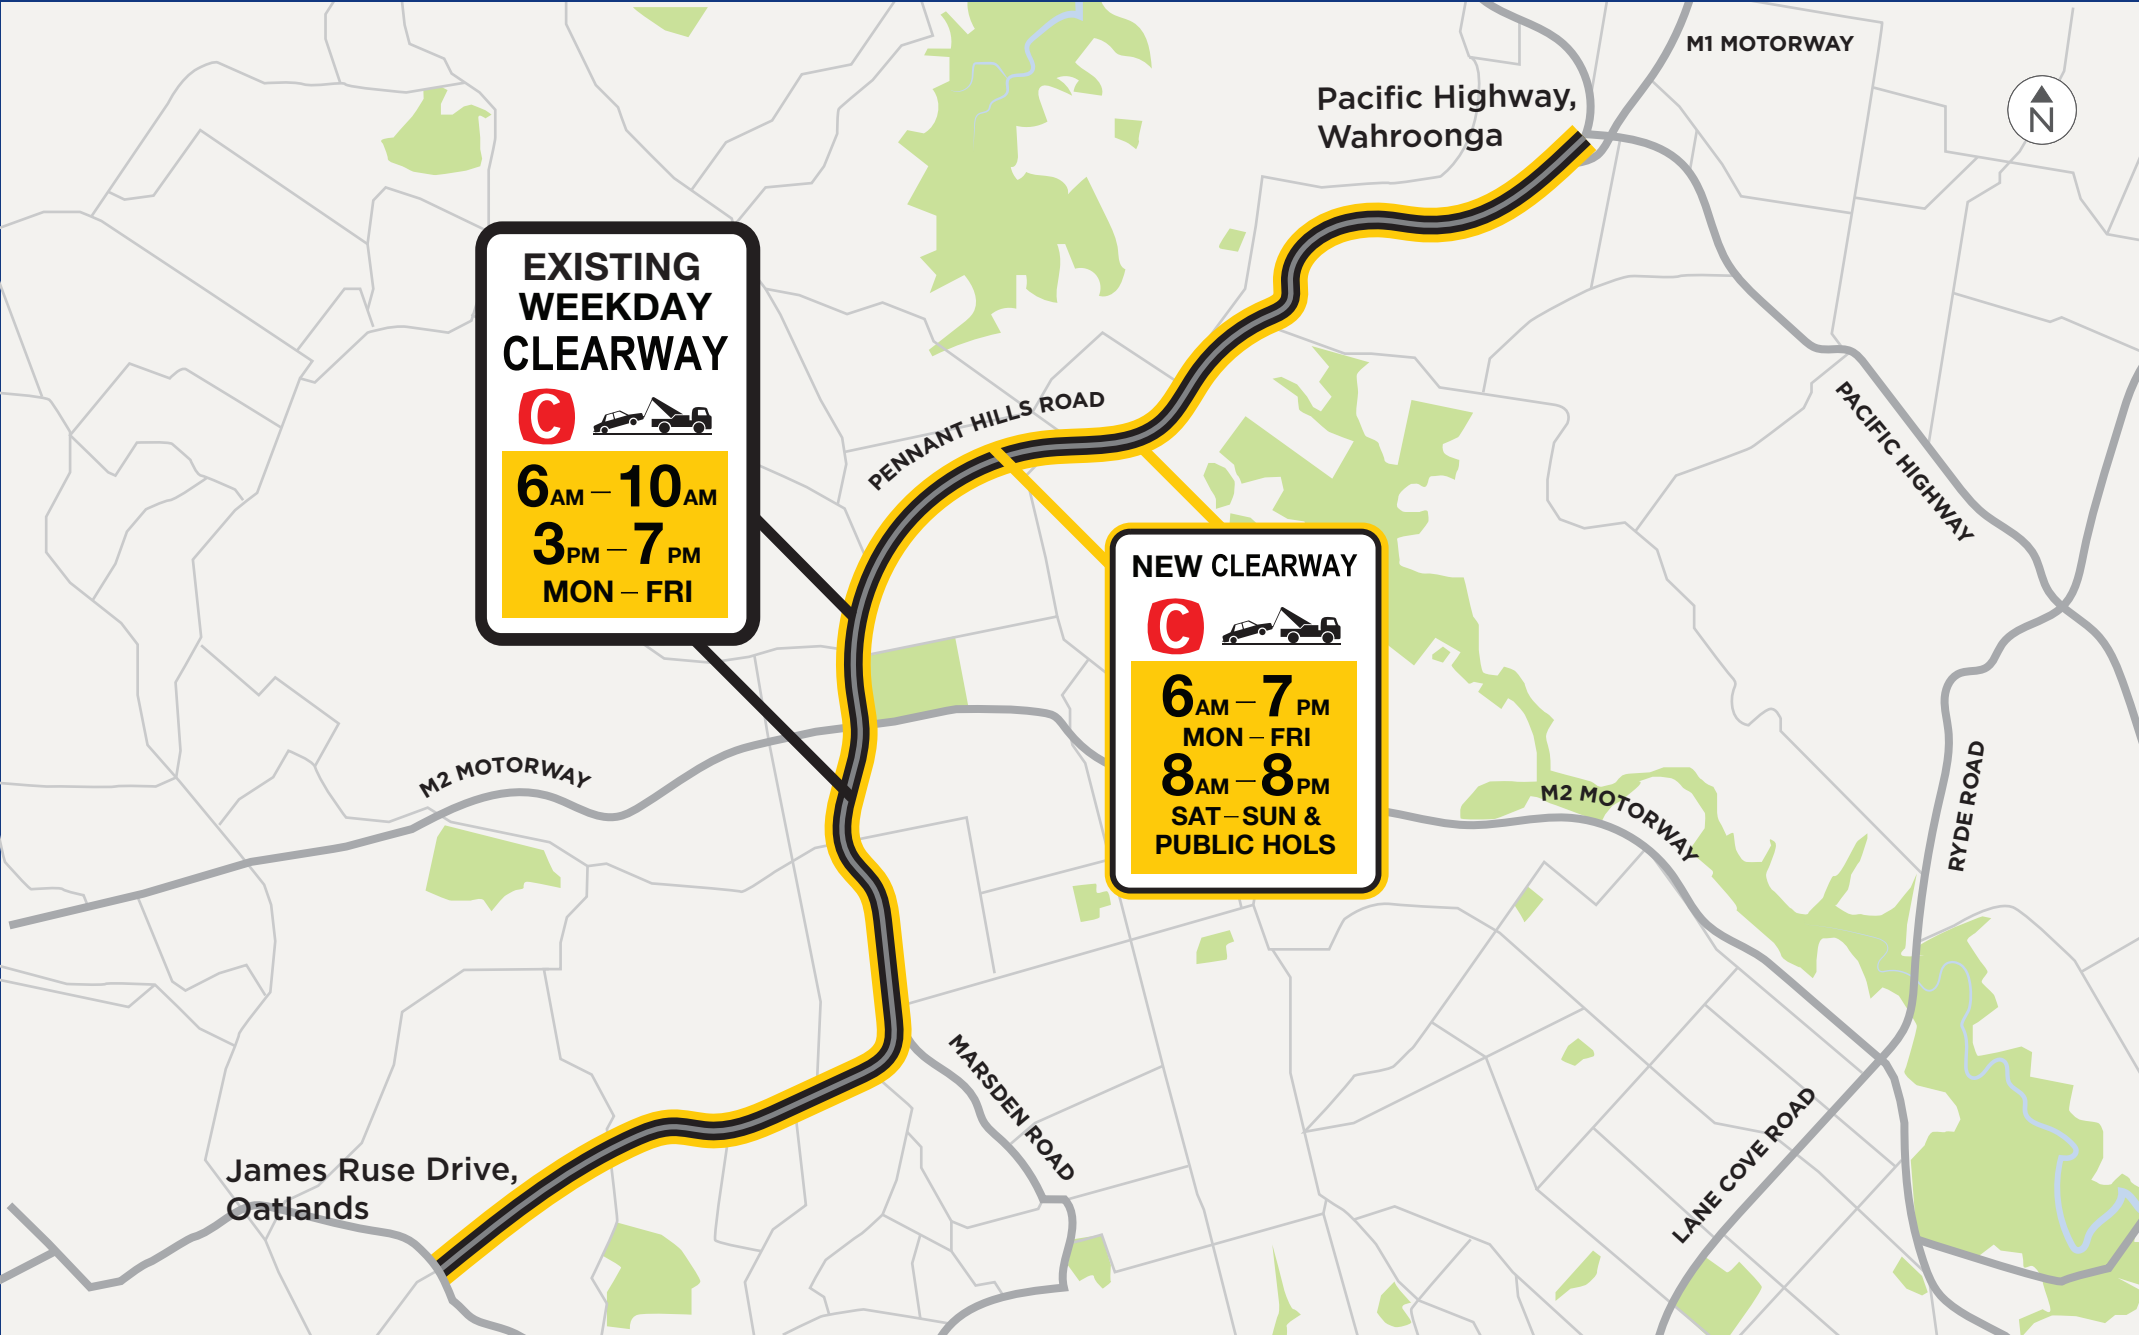 M1 MOTORWAY
Pacific Highway,
Wahroonga
N
EXISTING
WEEKDAY
CLEARWAY
C
6AM – 10AM
3PM – 7PM
MON – FRI
PENNANT HILLS ROAD
PACIFIC HIGHWAY
NEW CLEARWAY
C
6AM – 7PM
MON – FRI
8AM – 8PM
SAT – SUN &
PUBLIC HOLS
M2 MOTORWAY
M2 MOTORWAY
RYDE ROAD
MARSDEN ROAD
LANE COVE ROAD
James Ruse Drive,
Oatlands